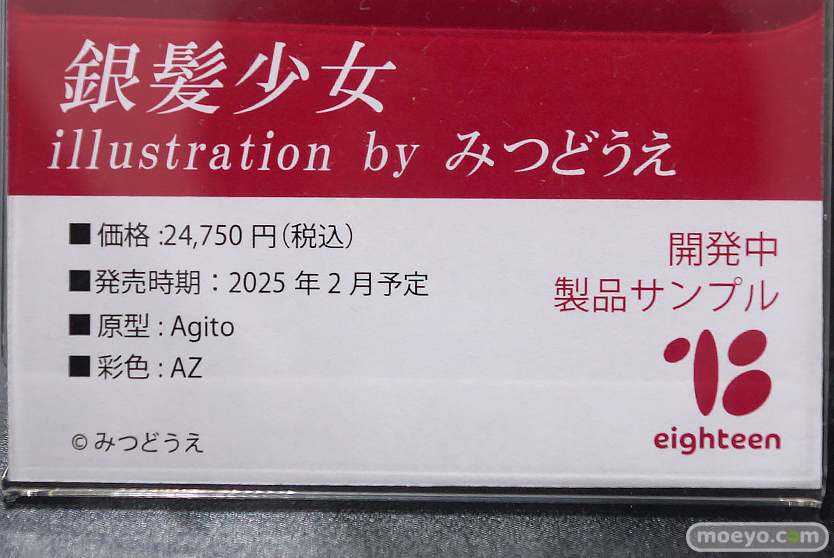 銀髪少女
illustration by みつどうえ
■価格:24,750 円(税込)
■発売時期：2025 年 2 月予定
■原型 : Agito
■彩色 : AZ
© みつどうえ
開発中
製品サンプル
eighteen
moeyo.com